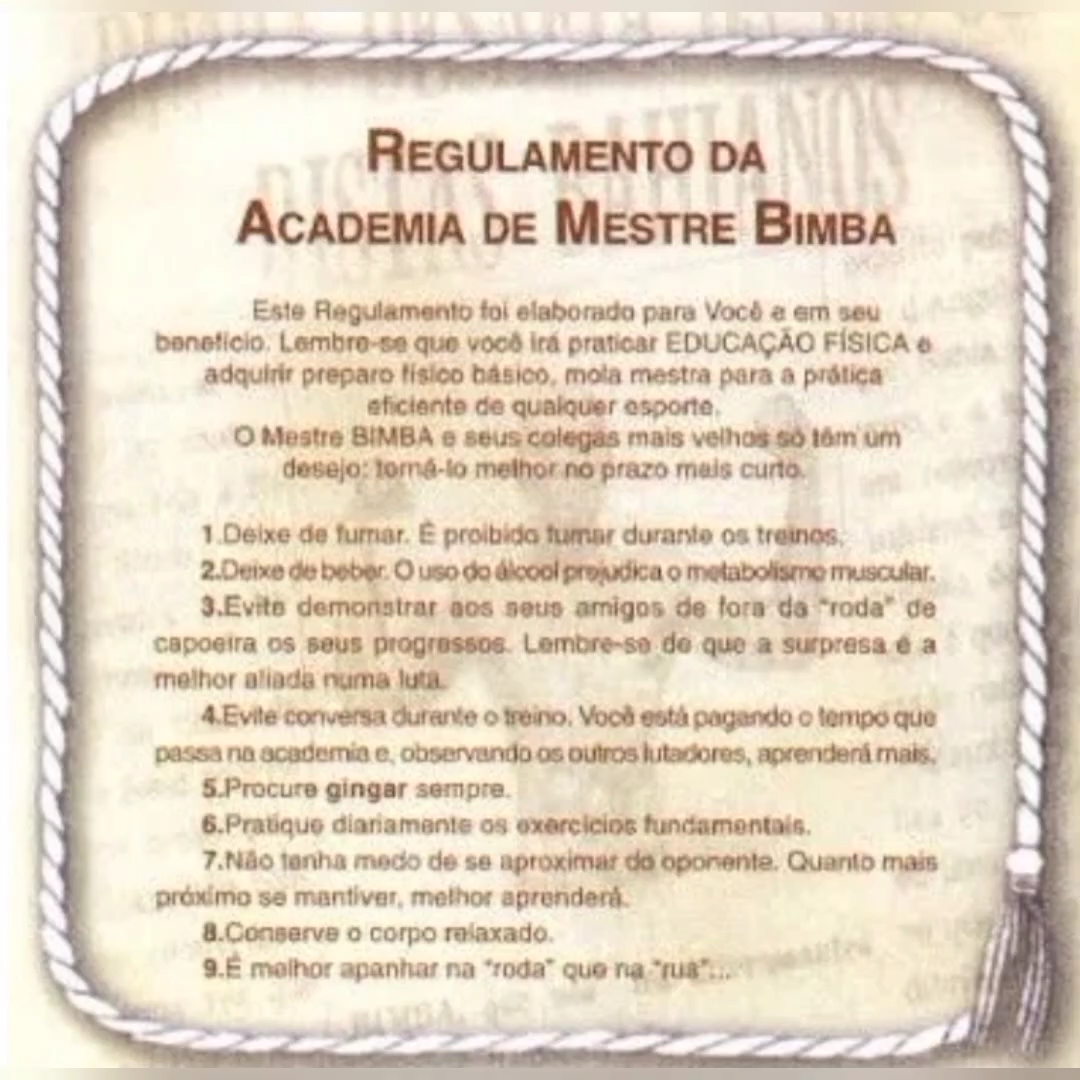 REGULAMENTO DA
ACADEMIA DE MESTRE BIMBA
Este Regulamento foi elaborado para Você e em seu
benefício. Lembre-se que você irá praticar EDUCAÇÃO FÍSICA e
adquirir preparo físico básico, mola mestra para a prática
eficiente de qualquer esporte.
O Mestre BIMBA e seus colegas mais velhos só têm um
desejo: torná-lo melhor no prazo mais curto.
1.Deixe de fumar. É proibido fumar durante os treinos.
2.Deixe de beber. O uso do álcool prejudica o metabolismo muscular.
3.Evite demonstrar aos seus amigos de fora da "roda" de
capoeira os seus progressos. Lembre-se de que a surpresa é a
melhor aliada numa luta.
4.Evite conversa durante o treino. Você está pagando o tempo que
passa na academia e, observando os outros lutadores, aprenderá mais.
5.Procure gingar sempre.
6.Pratique diariamente os exercícios fundamentais.
7.Não tenha medo de se aproximar do oponente. Quanto mais
próximo se mantiver, melhor aprenderá.
8.Conserve o corpo relaxado.
9.É melhor apanhar na "roda" que na "rua"...